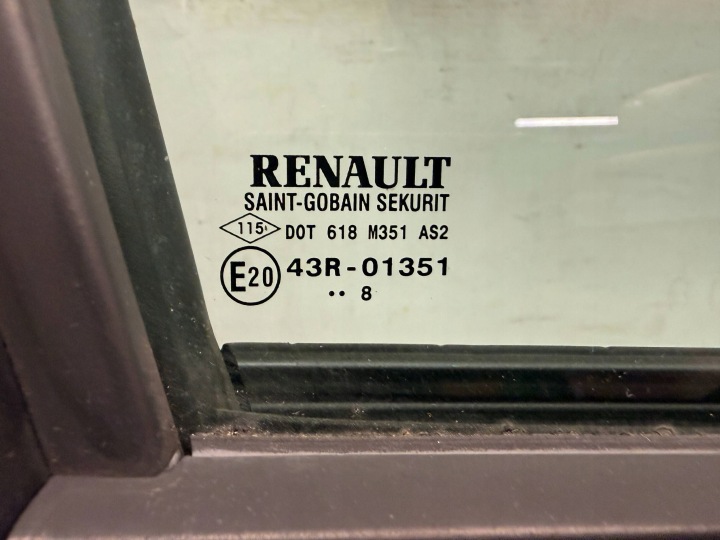 RENAULT
SAINT-GOBAIN SEKURIT
115 DOT 618 M351 AS2
E20 43R-01351
•• 8